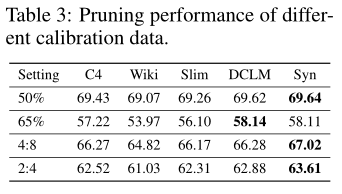 Table 3: Pruning performance of differ-
ent calibration data.
Setting C4 Wiki Slim DCLM Syn
50% 69.43 69.07 69.26 69.62 69.64
65% 57.22 53.97 56.10 58.14 58.11
4:8 66.27 64.82 66.17 66.28 67.02
2:4 62.52 61.03 62.31 62.88 63.61